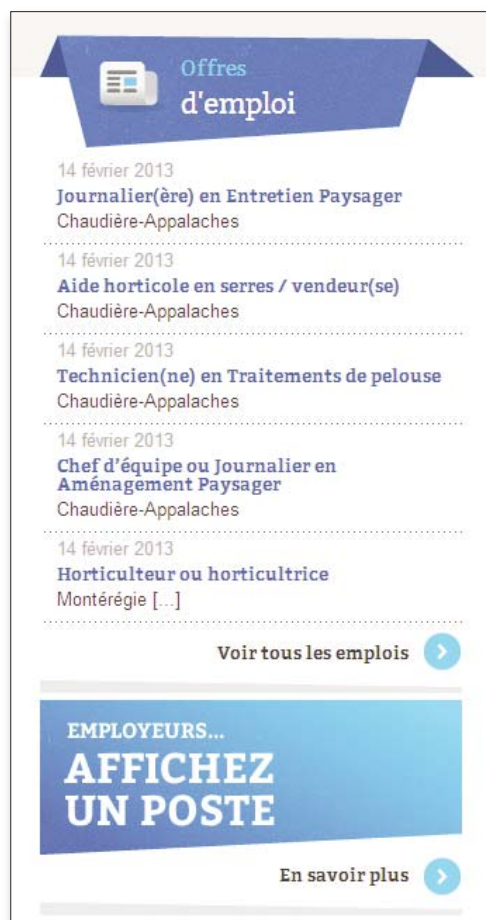 Offres
d'emploi
14 février 2013
Journalier(ère) en Entretien Paysager
Chaudière-Appalaches
14 février 2013
Aide horticole en serres / vendeur(se)
Chaudière-Appalaches
14 février 2013
Technicien(ne) en Traitements de pelouse
Chaudière-Appalaches
14 février 2013
Chef d'équipe ou Journalier en
Aménagement Paysager
Chaudière-Appalaches
14 février 2013
Horticulteur ou horticultrice
Montérégie [...]
Voir tous les emplois
EMPLOYEURS...
AFFICHEZ
UN POSTE
En savoir plus